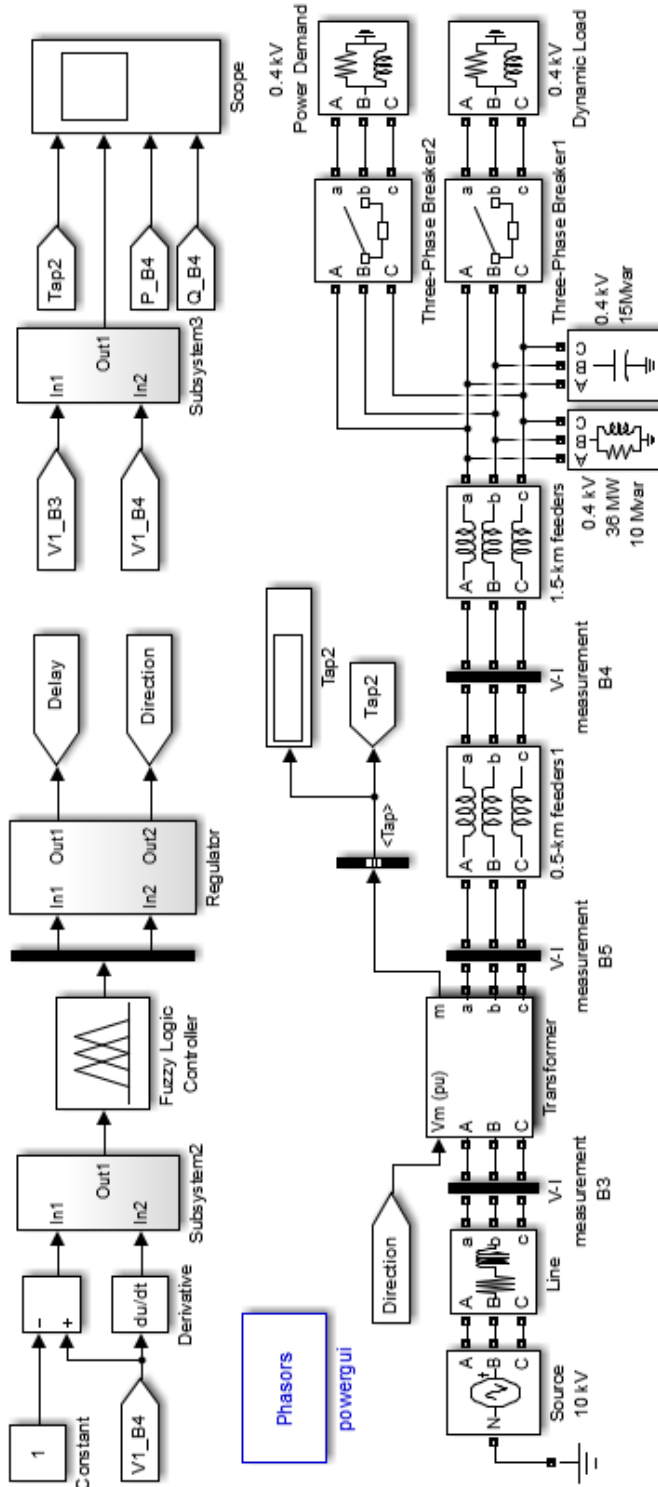 1
Constant
V1_B4
−
+
du/dt
Derivative
In1
In2
Out1
Subsystem2
Fuzzy Logic
Controller
In1
In2
Out1
Out2
Regulator
Delay
Direction
V1_B3
V1_B4
In1
In2
Out1
Subsystem3
Tap2
P_B4
Q_B4
Scope
Phasors
powergui
N
A
B
C
Source
10 kV
A
B
C
a
b
c
Line
V-I
measurement
B3
Direction
Vm (pu)
m
A
B
C
a
b
c
Transformer
V-I
measurement
B5
<Tap>
Tap2
Tap2
A
B
C
a
b
c
0.5-km feeders1
V-I
measurement
B4
A
B
C
a
b
c
1.5-km feeders
A
B
C
0.4 kV
36 MW
10 Mvar
A
B
C
0.4 kV
15Mvar
A
B
C
a
b
c
Three-Phase Breaker2
A
B
C
0.4 kV
Power Demand
A
B
C
a
b
c
Three-Phase Breaker1
A
B
C
0.4 kV
Dynamic Load